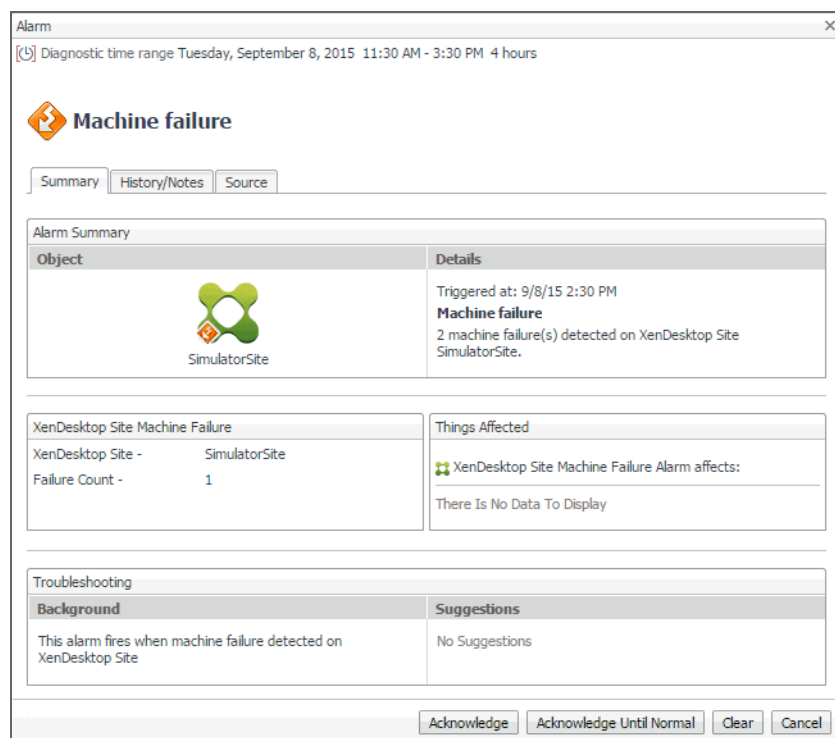 Alarm
Diagnostic time range Tuesday, September 8, 2015 11:30 AM - 3:30 PM 4 hours
Machine failure
Summary History/Notes Source
Alarm Summary
Object Details
Triggered at: 9/8/15 2:30 PM
Machine failure
2 machine failure(s) detected on XenDesktop Site
SimulatorSite.
SimulatorSite
XenDesktop Site Machine Failure
XenDesktop Site - SimulatorSite
Failure Count - 1
Things Affected
XenDesktop Site Machine Failure Alarm affects:
There Is No Data To Display
Troubleshooting
Background Suggestions
This alarm fires when machine failure detected on
XenDesktop Site
No Suggestions
Acknowledge Acknowledge Until Normal Clear Cancel